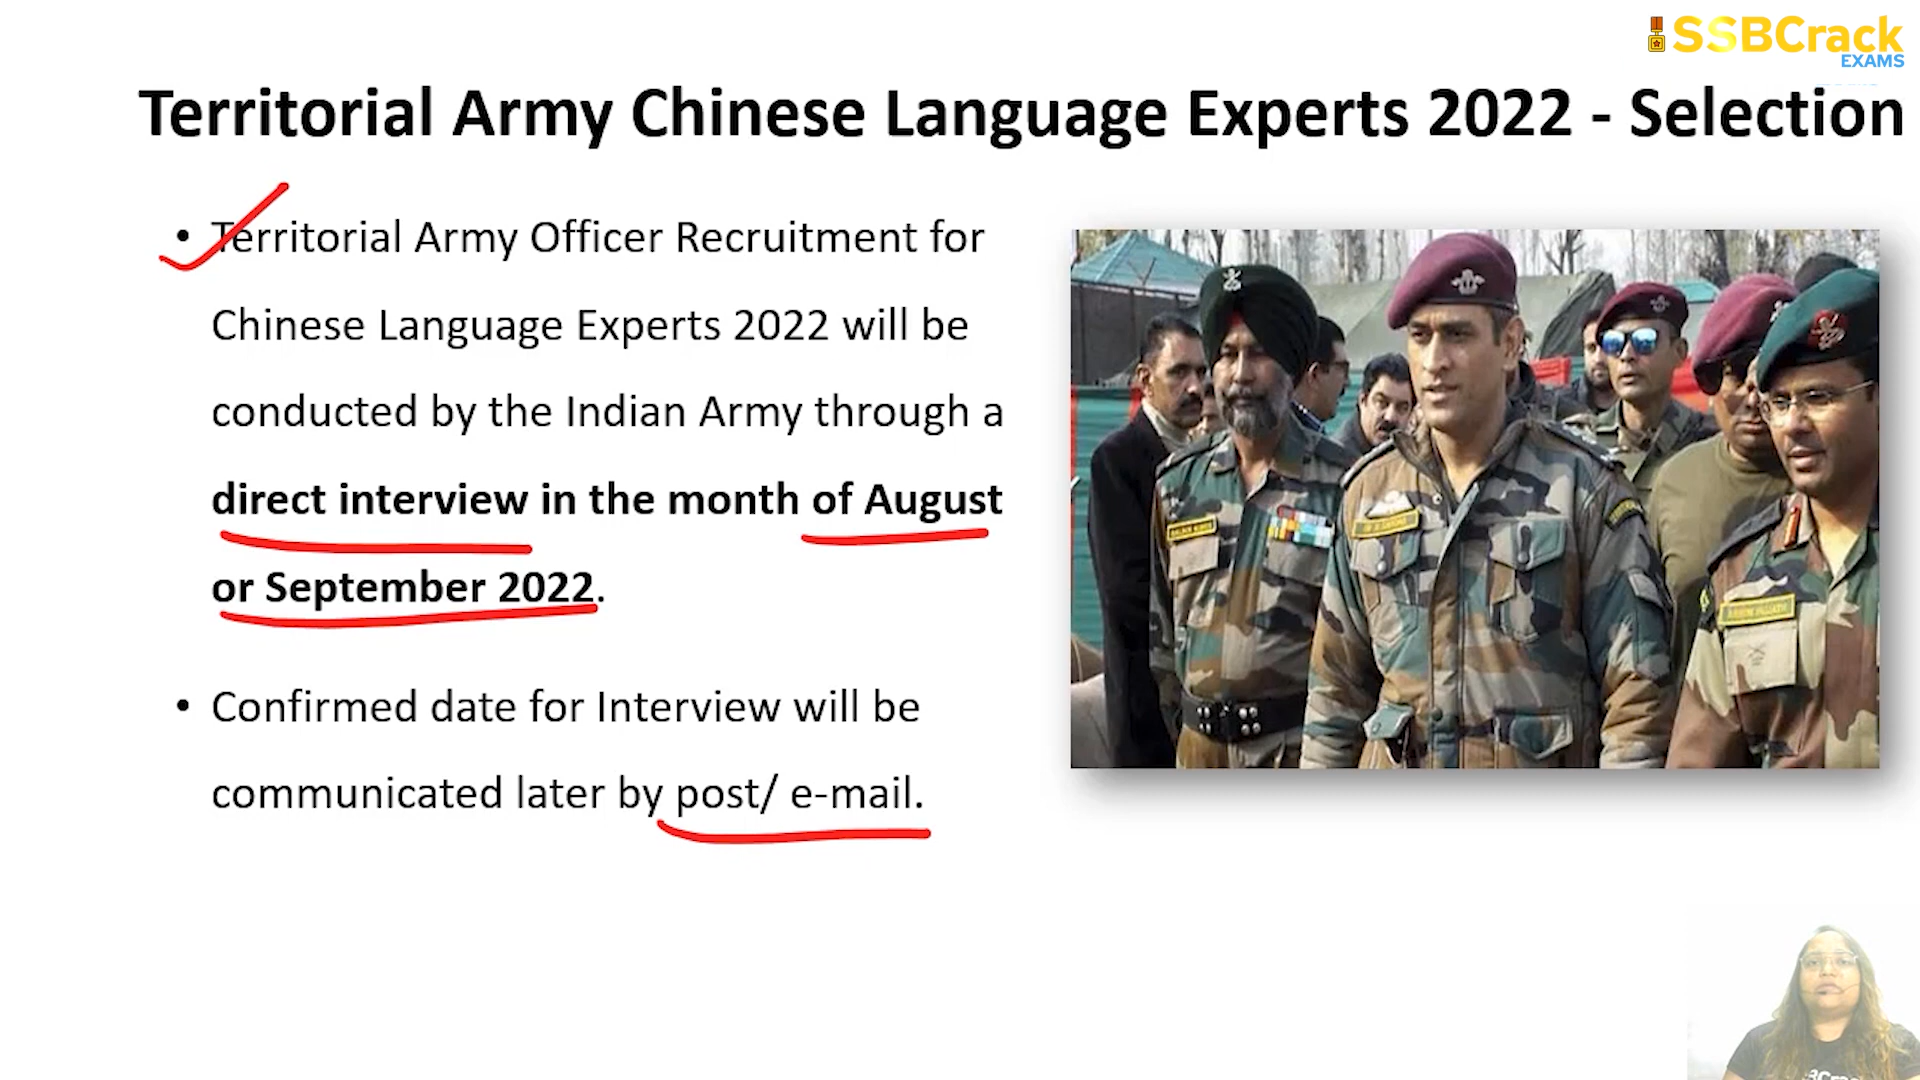 SSBCrack
EXAMS
Territorial Army Chinese Language Experts 2022 - Selection
• Territorial Army Officer Recruitment for
Chinese Language Experts 2022 will be
conducted by the Indian Army through a
direct interview in the month of August
or September 2022.
• Confirmed date for Interview will be
communicated later by post/ e-mail.